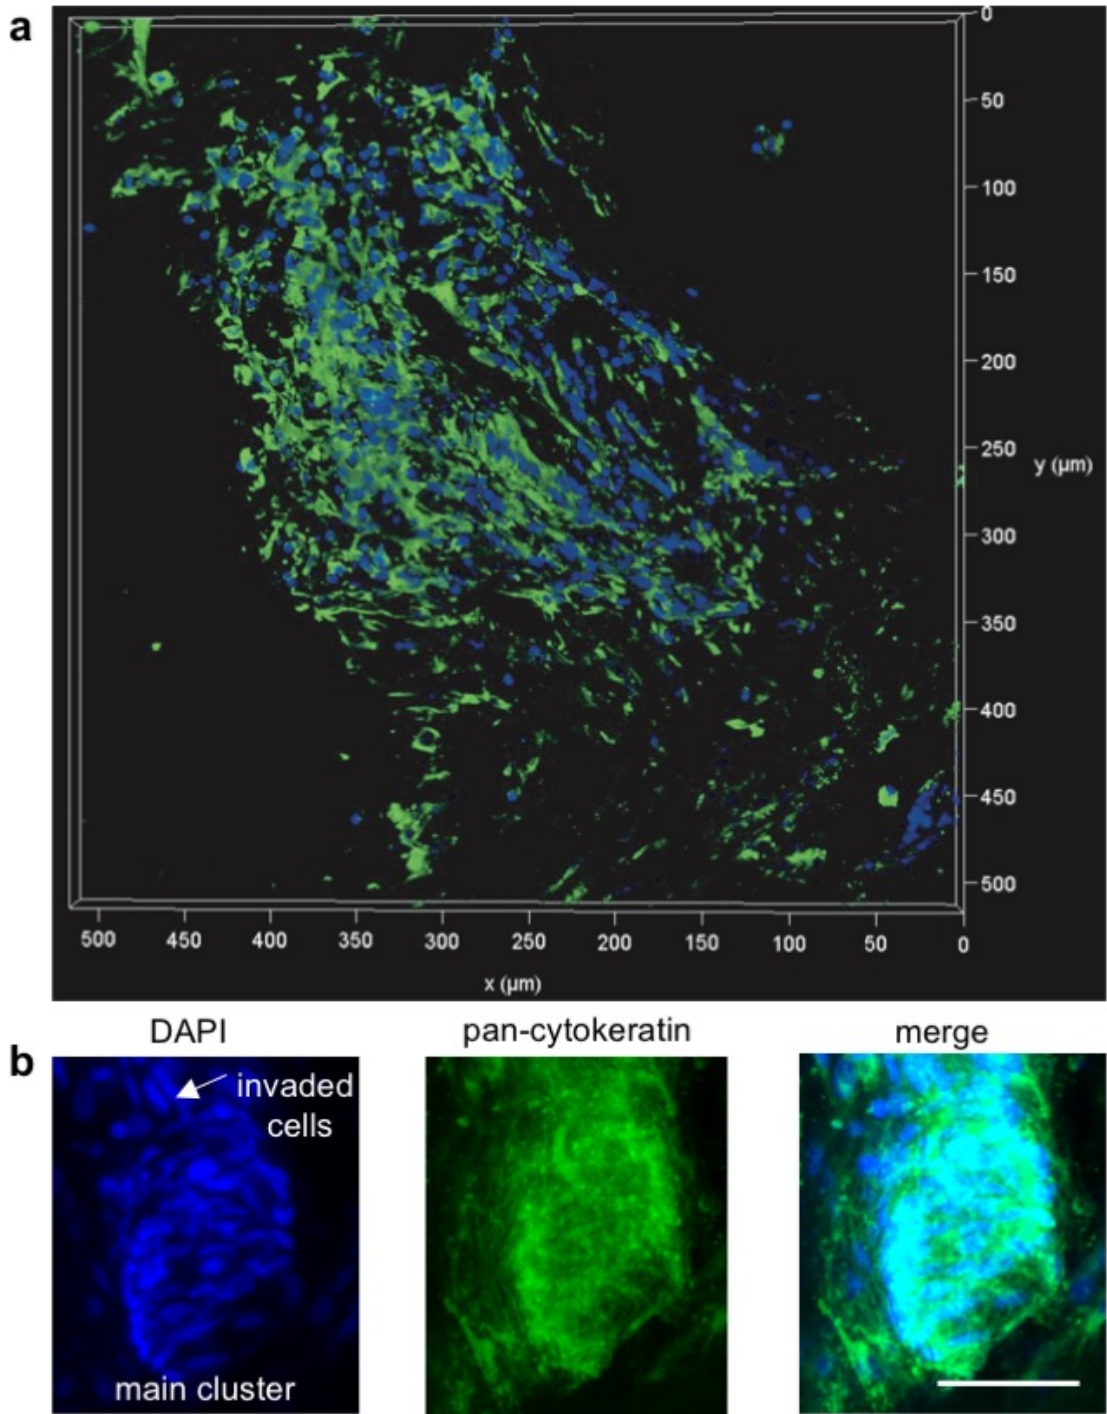 a
0
50
100
150
200
250
y (µm)
300
350
400
450
500
500 450 400 350 300 250 200 150 100 50 0
x (µm)
DAPI pan-cytokeratin merge
b
invaded
cells
main cluster